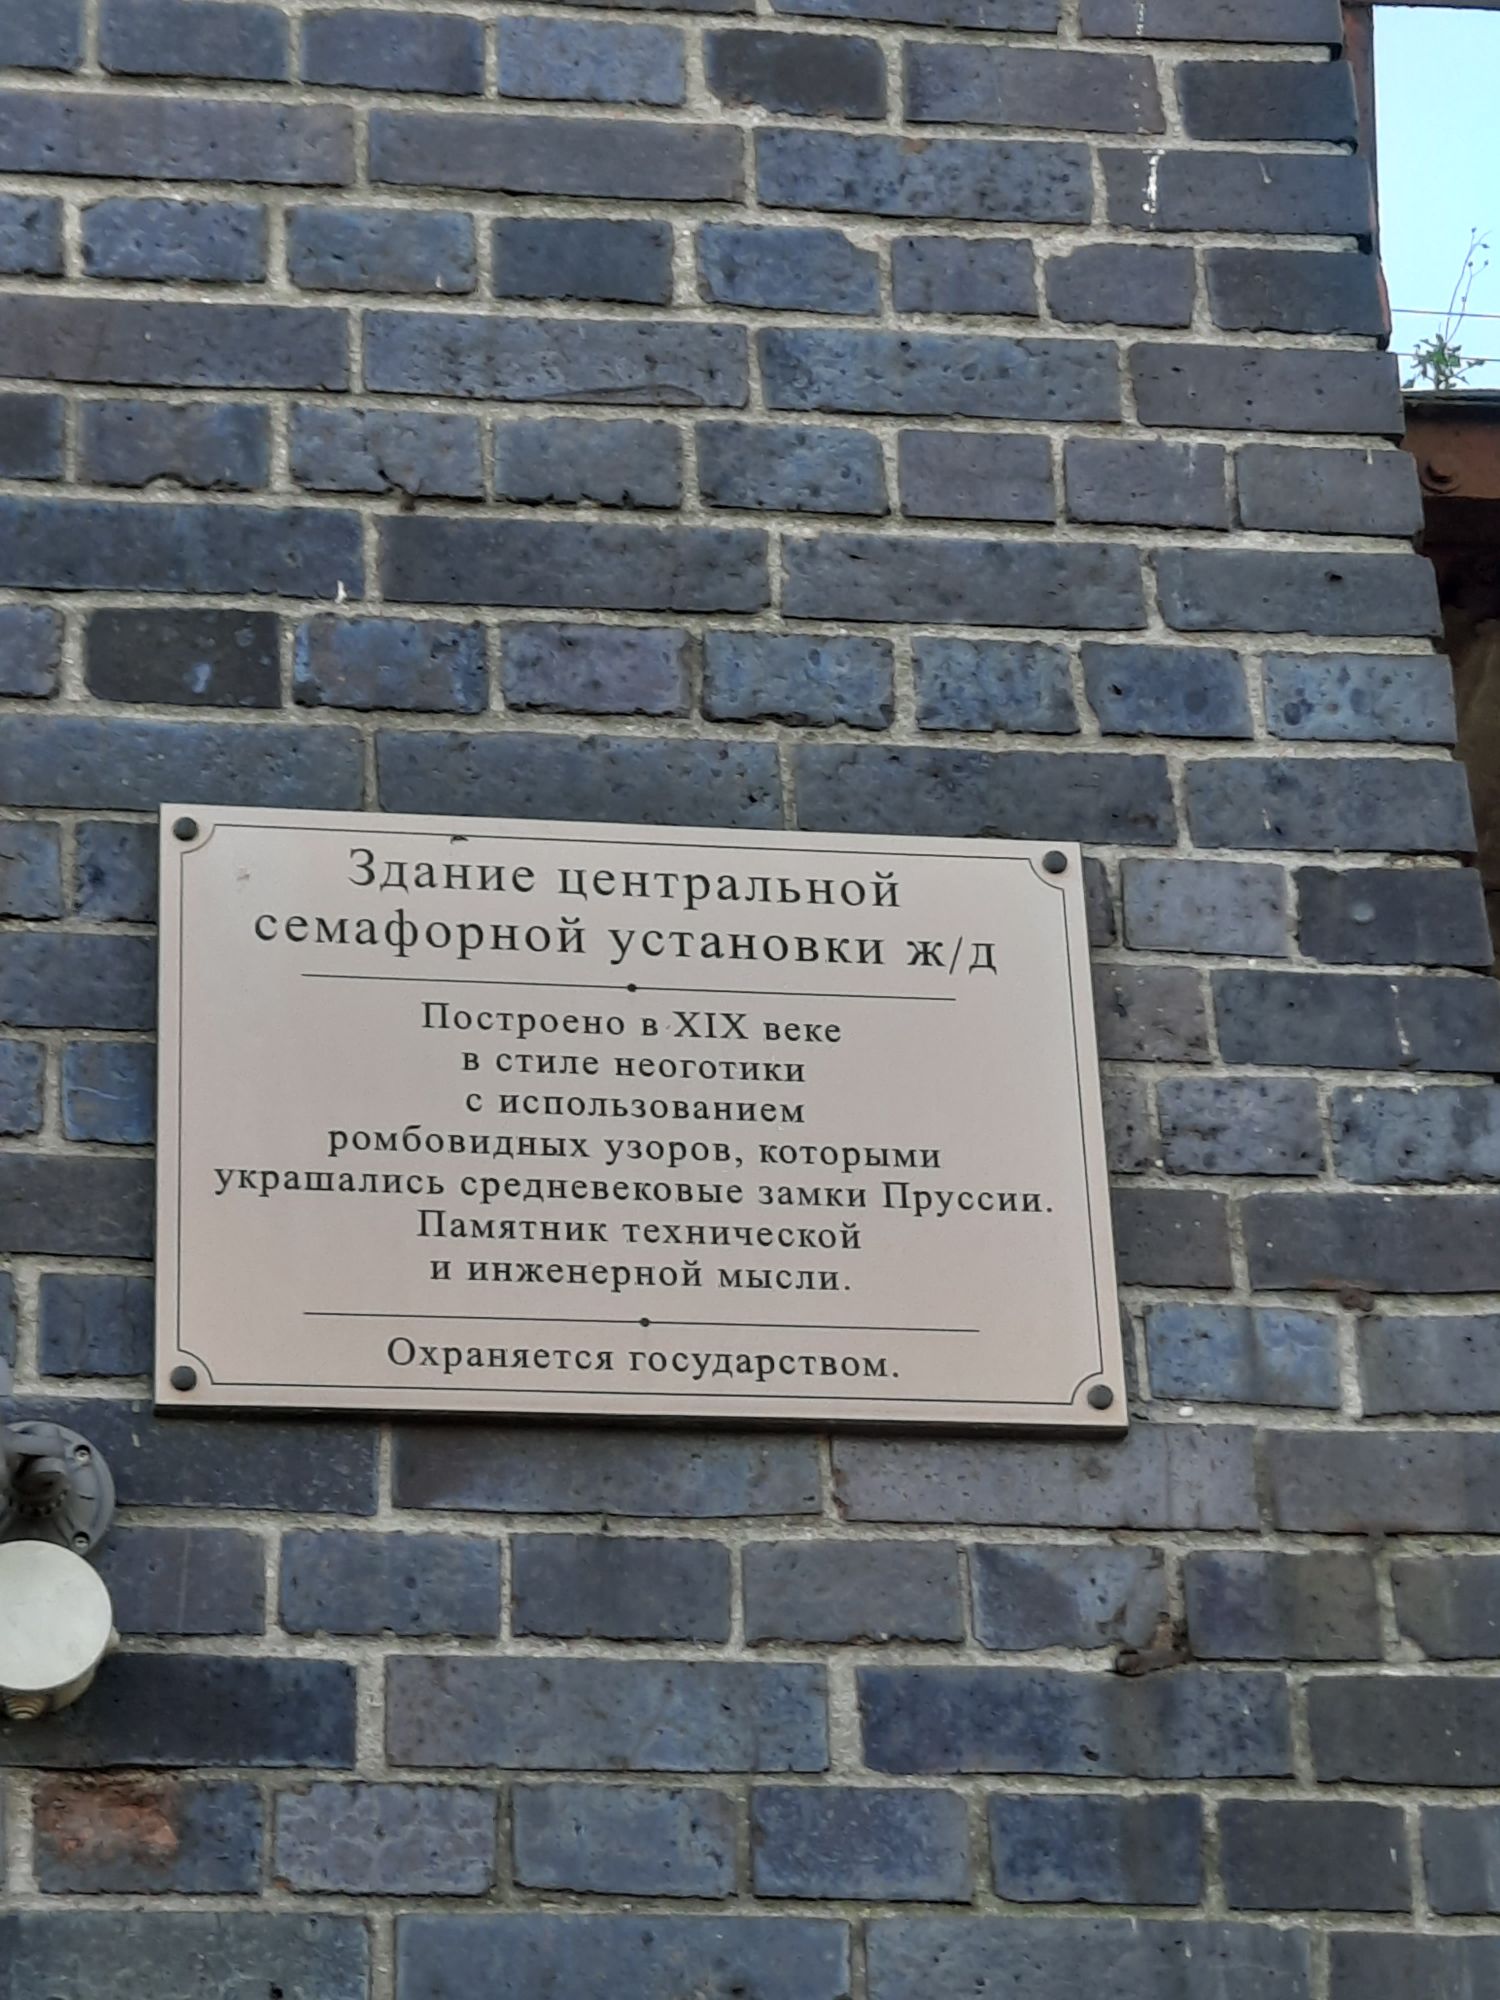 Здание центральной
семафорной установки ж/д
Построено в XIX веке
в стиле неоготики
с использованием
ромбовидных узоров, которыми
украшались средневековые замки Пруссии.
Памятник технической
и инженерной мысли.
Охраняется государством.